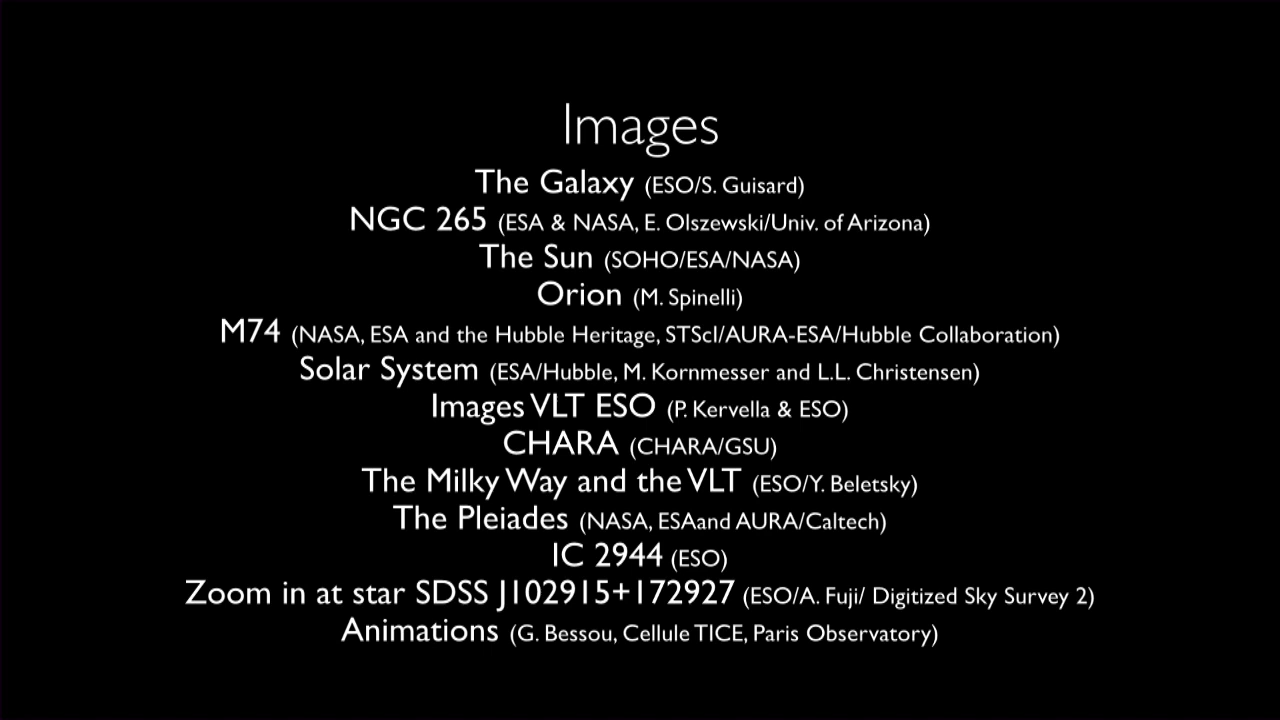 Images
The Galaxy (ESO/S. Guisard)
NGC 265 (ESA & NASA, E. Olszewski/Univ. of Arizona)
The Sun (SOHO/ESA/NASA)
Orion (M. Spinelli)
M74 (NASA, ESA and the Hubble Heritage, STScI/AURA-ESA/Hubble Collaboration)
Solar System (ESA/Hubble, M. Kornmesser and L.L. Christensen)
Images VLT ESO (P. Kervella & ESO)
CHARA (CHARA/GSU)
The Milky Way and the VLT (ESO/Y. Beletsky)
The Pleiades (NASA, ESAand AURA/Caltech)
IC 2944 (ESO)
Zoom in at star SDSS J102915+172927 (ESO/A. Fuji/ Digitized Sky Survey 2)
Animations (G. Bessou, Cellule TICE, Paris Observatory)